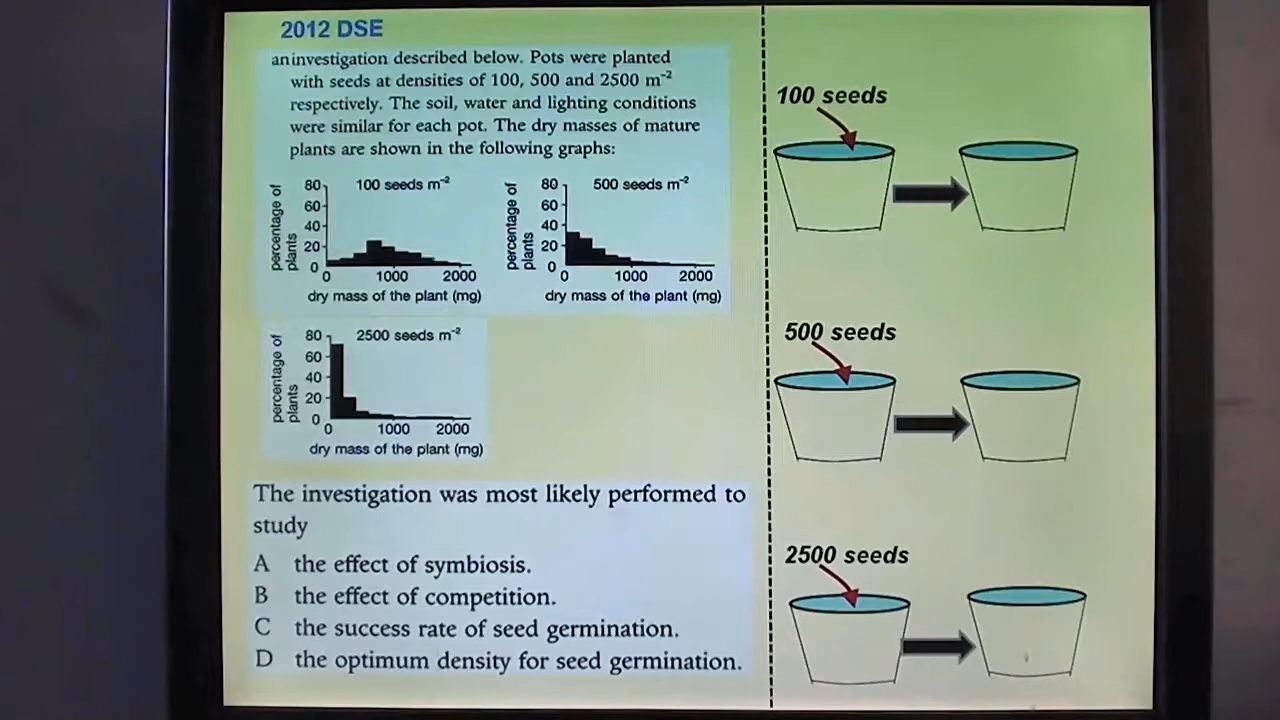 2012 DSE
an investigation described below. Pots were planted
with seeds at densities of 100, 500 and 2500 m⁻²
respectively. The soil, water and lighting conditions
were similar for each pot. The dry masses of mature
plants are shown in the following graphs:
percentage of
plants
80
60
40
20
0
100 seeds m⁻²
0 1000 2000
dry mass of the plant (mg)
percentage of
plants
80
60
40
20
0
500 seeds m⁻²
0 1000 2000
dry mass of the plant (mg)
percentage of
plants
80
60
40
20
0
2500 seeds m⁻²
0 1000 2000
dry mass of the plant (mg)
The investigation was most likely performed to
study
A the effect of symbiosis.
B the effect of competition.
C the success rate of seed germination.
D the optimum density for seed germination.
100 seeds
500 seeds
2500 seeds